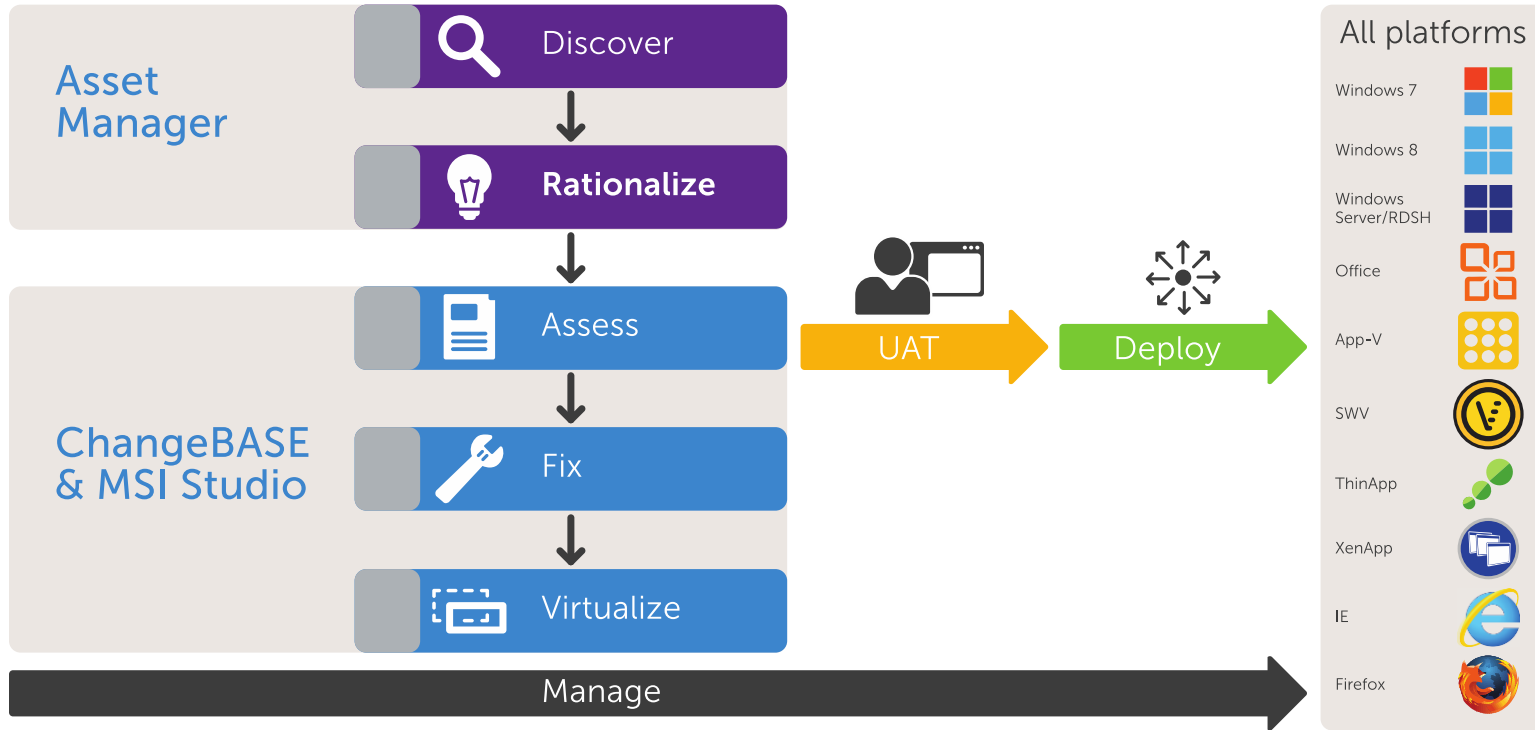 Asset
Manager
Discover
Rationalize
ChangeBASE
& MSI Studio
Assess
Fix
Virtualize
UAT
Deploy
Manage
All platforms
Windows 7
Windows 8
Windows
Server/RDSH
Office
App-V
SWV
ThinApp
XenApp
IE
Firefox